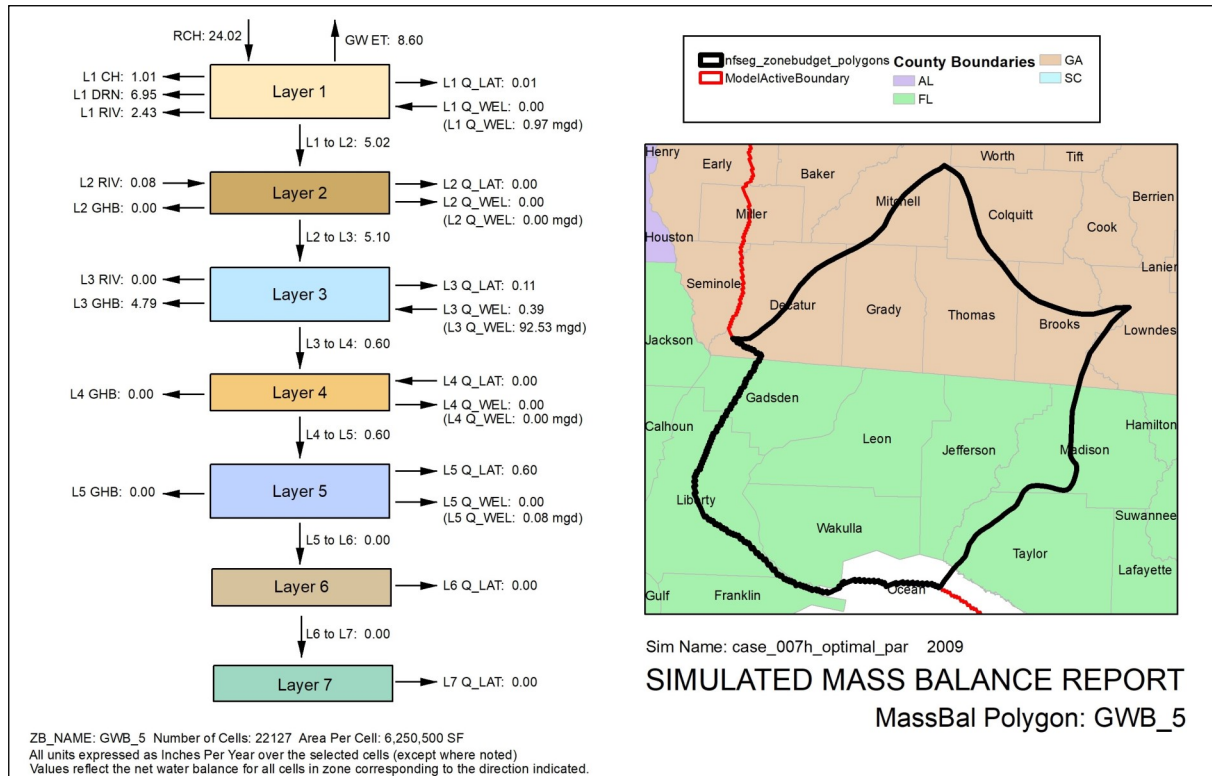 RCH: 24.02
GW ET: 8.60
L1 CH: 1.01
L1 DRN: 6.95
L1 RIV: 2.43
Layer 1
L1 Q_LAT: 0.01
L1 Q_WEL: 0.00
(L1 Q_WEL: 0.97 mgd)
L1 to L2: 5.02
L2 RIV: 0.08
L2 GHB: 0.00
Layer 2
L2 Q_LAT: 0.00
L2 Q_WEL: 0.00
(L2 Q_WEL: 0.00 mgd)
L2 to L3: 5.10
L3 RIV: 0.00
L3 GHB: 4.79
Layer 3
L3 Q_LAT: 0.11
L3 Q_WEL: 0.39
(L3 Q_WEL: 92.53 mgd)
L3 to L4: 0.60
L4 GHB: 0.00
Layer 4
L4 Q_LAT: 0.00
L4 Q_WEL: 0.00
(L4 Q_WEL: 0.00 mgd)
L4 to L5: 0.60
L5 GHB: 0.00
Layer 5
L5 Q_LAT: 0.60
L5 Q_WEL: 0.00
(L5 Q_WEL: 0.08 mgd)
L5 to L6: 0.00
Layer 6
L6 Q_LAT: 0.00
L6 to L7: 0.00
Layer 7
L7 Q_LAT: 0.00
ZB_NAME: GWB_5 Number of Cells: 22127 Area Per Cell: 6,250,500 SF
All units expressed as Inches Per Year over the selected cells (except where noted)
Values reflect the net water balance for all cells in zone corresponding to the direction indicated.
nfseg_zonebudget_polygons
ModelActiveBoundary
County Boundaries
AL
FL
GA
SC
Henry
Early
Baker
Worth
Tift
Berrien
Miller
Mitchell
Colquitt
Cook
Houston
Lanier
Seminole
Decatur
Grady
Thomas
Brooks
Lowndes
Jackson
Gadsden
Calhoun
Leon
Jefferson
Madison
Hamilton
Liberty
Wakulla
Suwannee
Taylor
Lafayette
Gulf
Franklin
Ocean
Sim Name: case_007h_optimal_par 2009
SIMULATED MASS BALANCE REPORT
MassBal Polygon: GWB_5